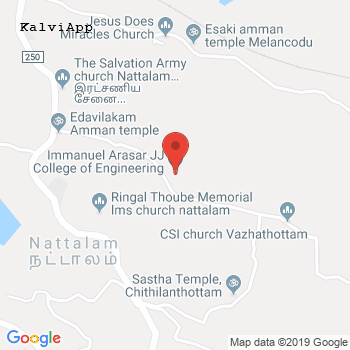 KalviApp
Jesus Does
Miracles Church
Esaki amman
temple Melancodu
250
The Salvation Army
church Nattalam...
இரட்சணிய
சேனை...
Edavilakam
Amman temple
Immanuel Arasar JJ
College of Engineering
Ringal Thoube Memorial
lms church nattalam
CSI church Vazhathottam
Nattalam
நட்டாலம்
Sastha Temple,
Chithilanthottam
Google
Map data ©2019 Google